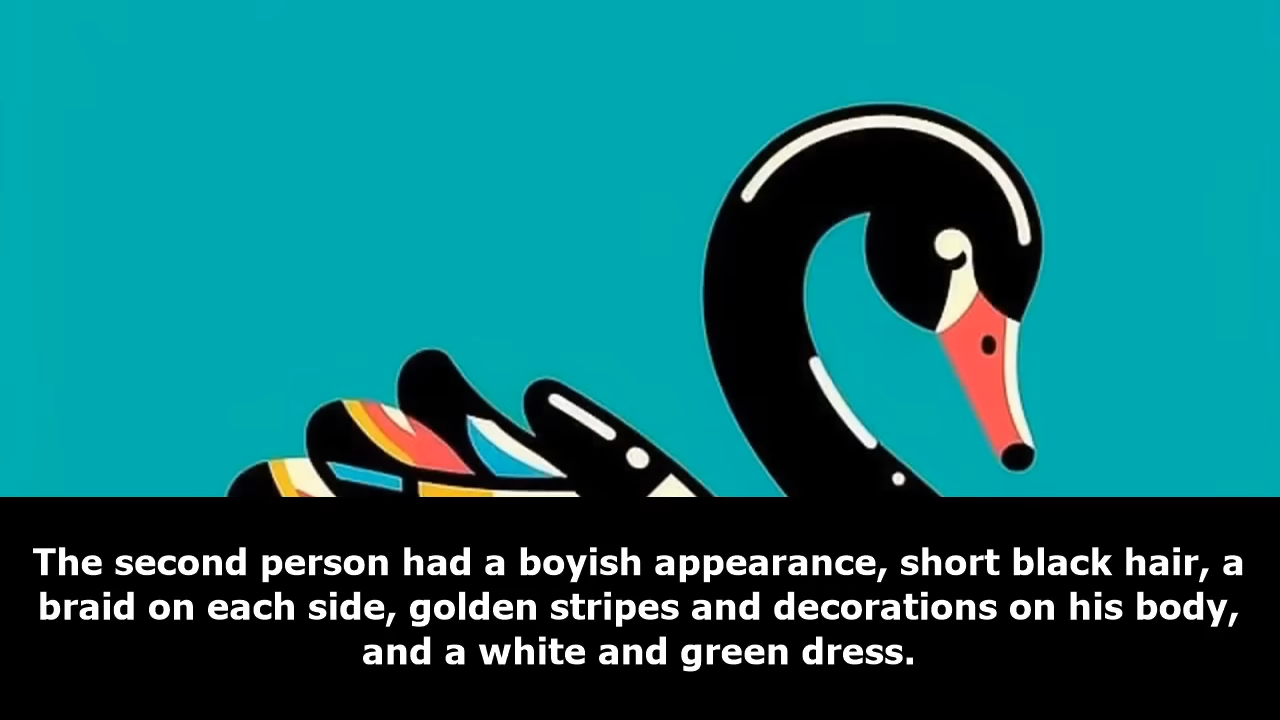 The second person had a boyish appearance, short black hair, a
braid on each side, golden stripes and decorations on his body,
and a white and green dress.